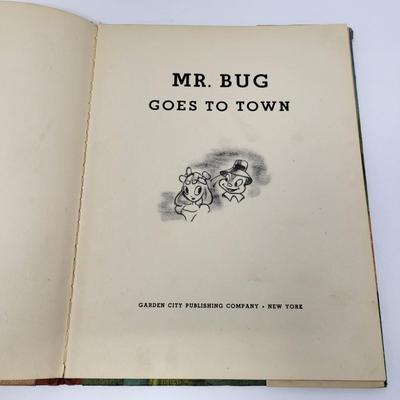 MR. BUG
GOES TO TOWN
GARDEN CITY PUBLISHING COMPANY • NEW YORK